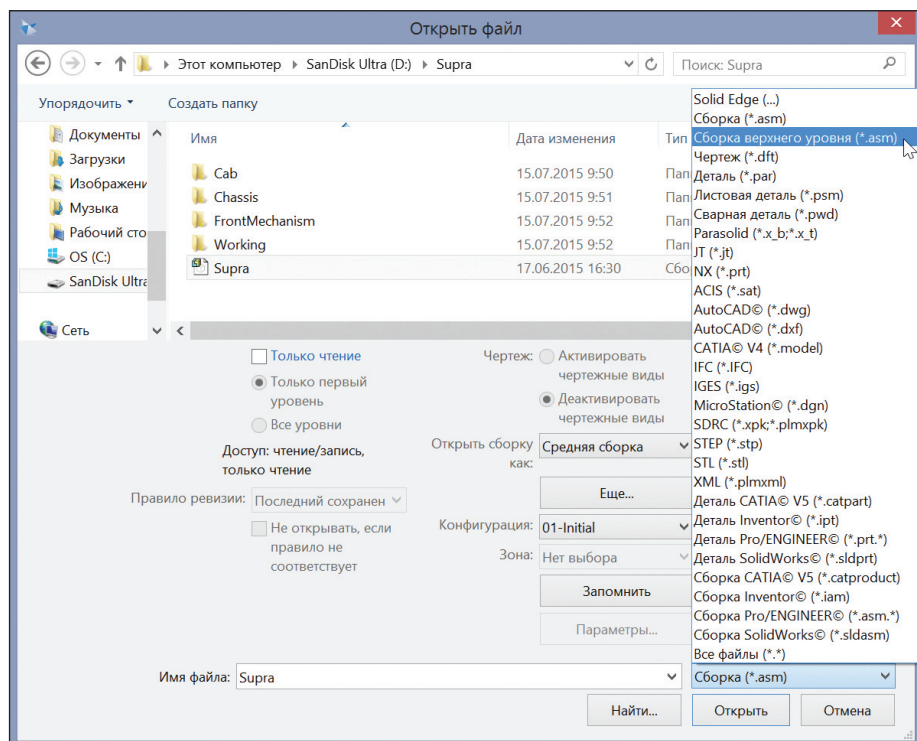 Открыть файл
Этот компьютер SanDisk Ultra (D:) Supra
Поиск: Supra
Упорядочить
Создать папку
Документы
Загрузки
Изображени
Музыка
Рабочий сто
OS (C:)
SanDisk Ultra
Сеть
Имя Дата изменения Тип
Cab 15.07.2015 9:50 Пап
Chassis 15.07.2015 9:51 Пап
FrontMechanism 15.07.2015 9:52 Пап
Working 15.07.2015 9:52 Пап
Supra 17.06.2015 16:30 Сбо
Solid Edge (...)
Сборка (*.asm)
Сборка верхнего уровня (*.asm)
Чертеж (*.dft)
Деталь (*.par)
Листовая деталь (*.psm)
Сварная деталь (*.pwd)
Parasolid (*.x_b;*.x_t)
JT (*.jt)
NX (*.prt)
ACIS (*.sat)
AutoCAD© (*.dwg)
AutoCAD© (*.dxf)
CATIA© V4 (*.model)
IFC (*.IFC)
IGES (*.igs)
MicroStation© (*.dgn)
SDRC (*.xpk;*.plmxpk)
STEP (*.stp)
STL (*.stl)
XML (*.plmxml)
Деталь CATIA© V5 (*.catpart)
Деталь Inventor© (*.ipt)
Деталь Pro/ENGINEER© (*.prt.*)
Деталь SolidWorks© (*.sldprt)
Сборка CATIA© V5 (*.catproduct)
Сборка Inventor© (*.iam)
Сборка Pro/ENGINEER© (*.asm.*)
Сборка SolidWorks© (*.sldasm)
Все файлы (*.*)
Только чтение
Только первый
уровень
Все уровни
Доступ: чтение/запись,
только чтение
Правило ревизии: Последний сохранен
Не открывать, если
правило не
соответствует
Чертеж: Активировать
чертежные виды
Деактивировать
чертежные виды
Открыть сборку
как:
Средняя сборка
Еще...
Конфигурация: 01-Initial
Зона: Нет выбора
Запомнить
Параметры...
Имя файла: Supra
Сборка (*.asm)
Найти...
Открыть
Отмена